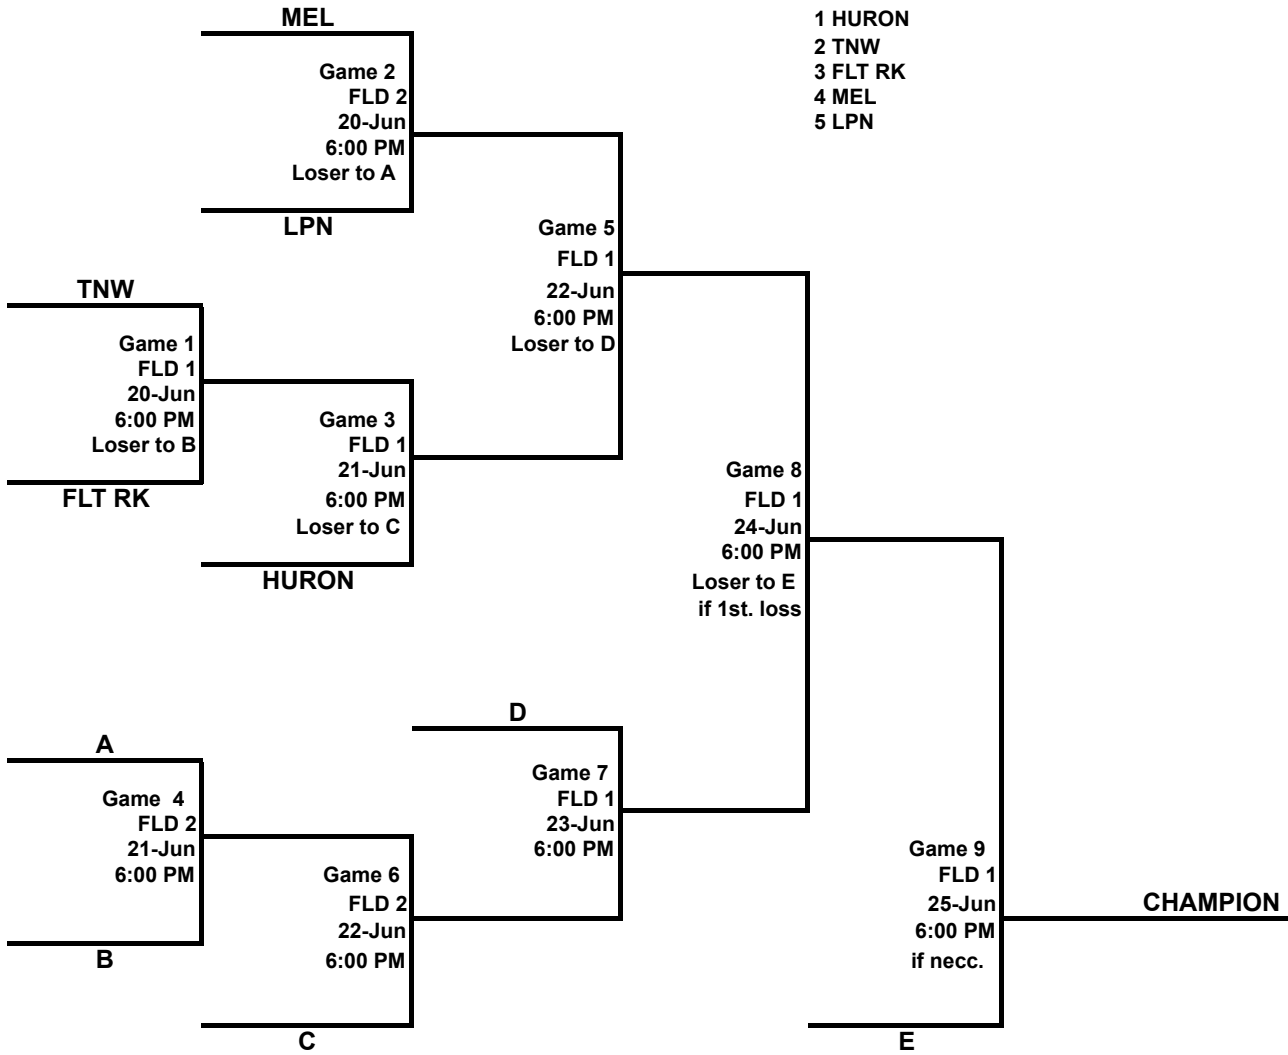 MEL
Game 2
FLD 2
20-Jun
6:00 PM
Loser to A
LPN
1 HURON
2 TNW
3 FLT RK
4 MEL
5 LPN
Game 5
FLD 1
22-Jun
6:00 PM
Loser to D
TNW
Game 1
FLD 1
20-Jun
6:00 PM
Loser to B
FLT RK
Game 3
FLD 1
21-Jun
6:00 PM
Loser to C
HURON
Game 8
FLD 1
24-Jun
6:00 PM
Loser to E
if 1st. loss
D
Game 7
FLD 1
23-Jun
6:00 PM
A
Game  4
FLD 2
21-Jun
6:00 PM
B
Game 6
FLD 2
22-Jun
6:00 PM
C
Game 9
FLD 1
25-Jun
6:00 PM
if necc.
E
CHAMPION